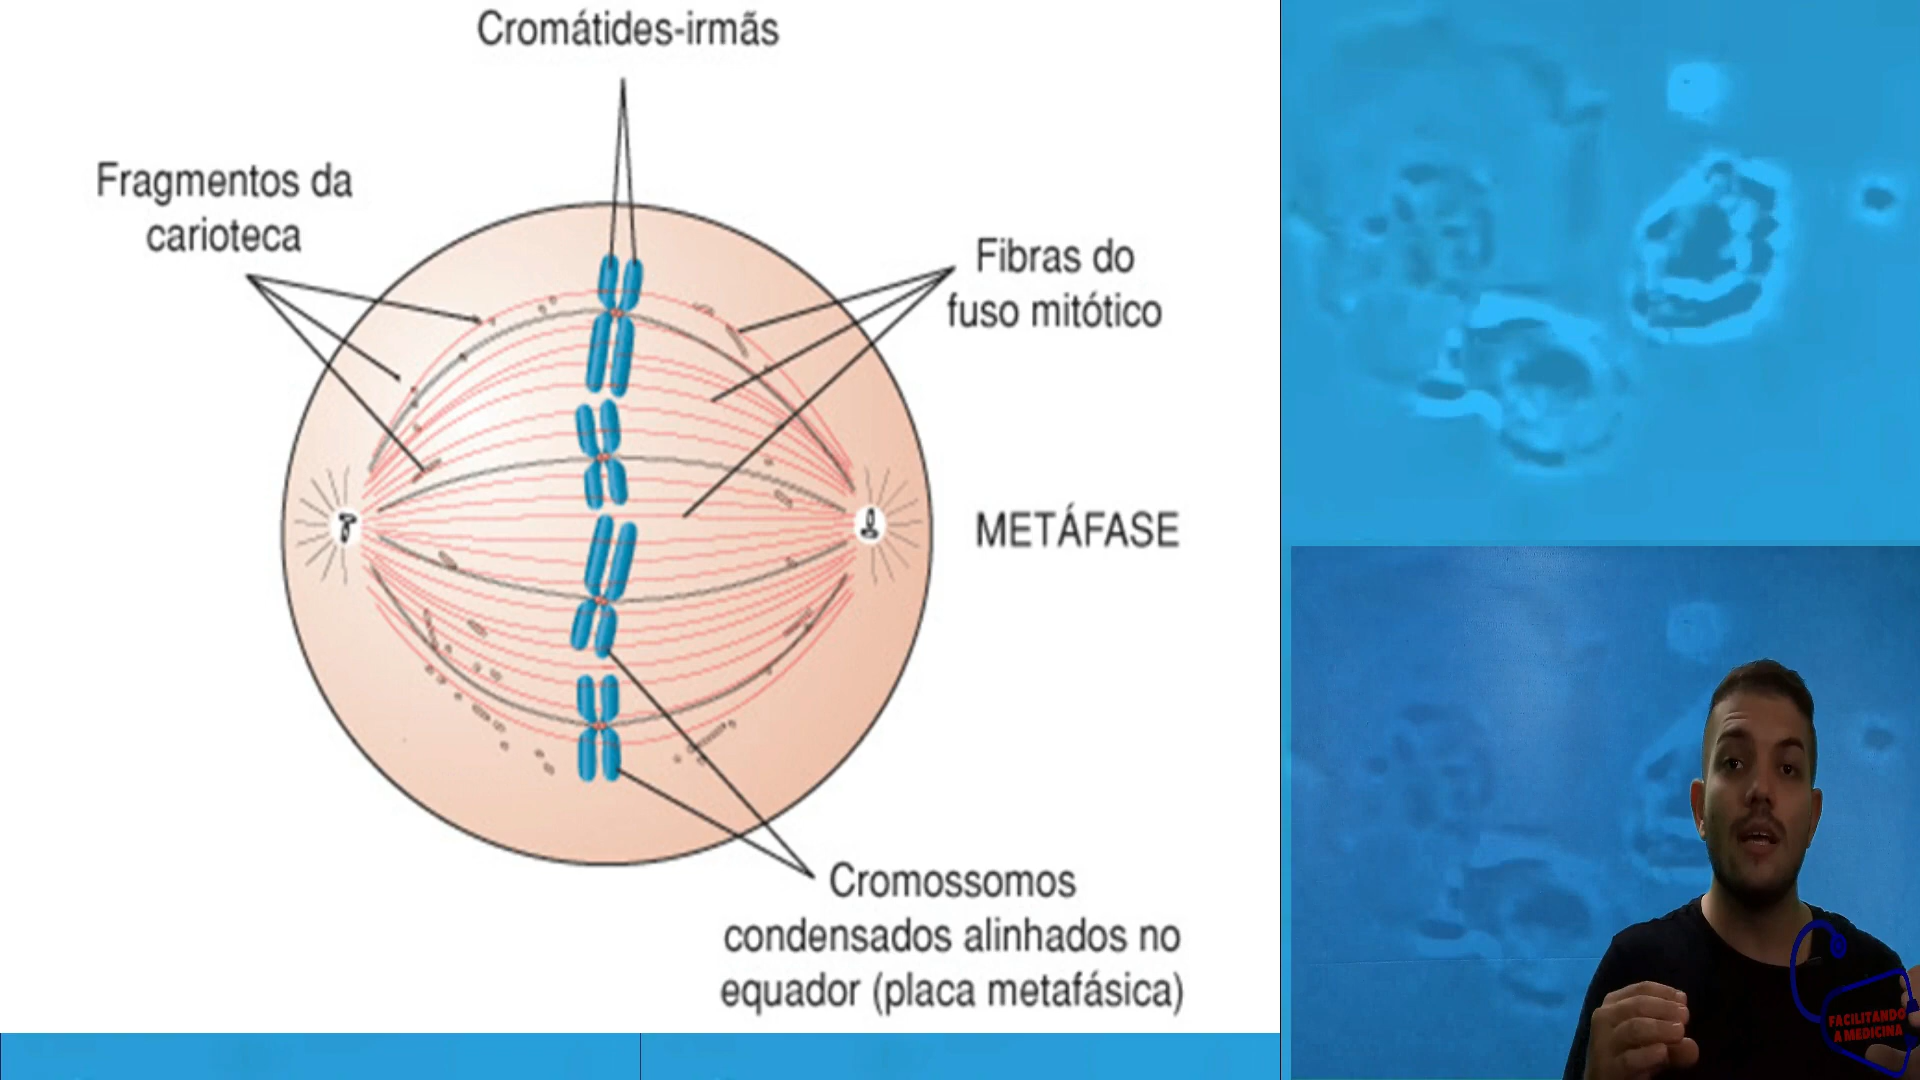 Cromátides-irmãs
Fragmentos da
carioteca
Fibras do
fuso mitótico
METÁFASE
Cromossomos
condensados alinhados no
equador (placa metafásica)
FACILITANDO
A MEDICINA